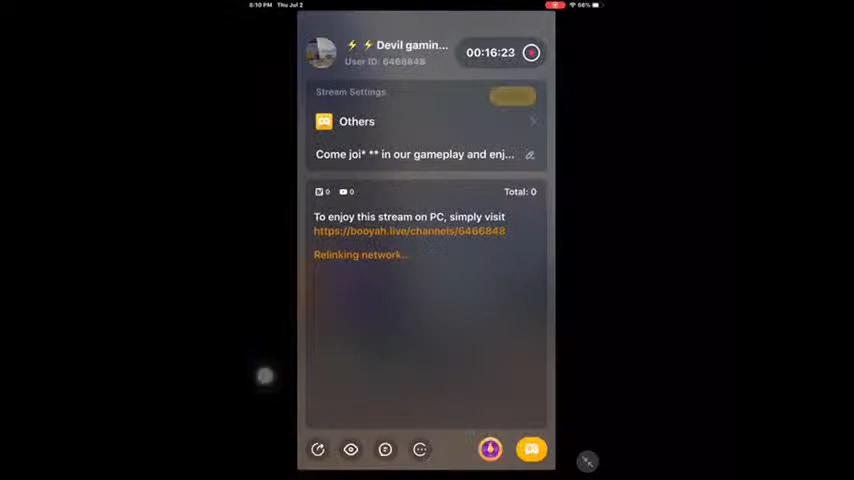 8:10 PM Thu Jul 2
66%
⚡ ⚡ Devil gamin...
User ID: 6466848
00:16:23
Stream Settings
Others
Come joi* ** in our gameplay and enj...
0 0 Total: 0
To enjoy this stream on PC, simply visit
https://booyah.live/channels/6466848
Relinking network...